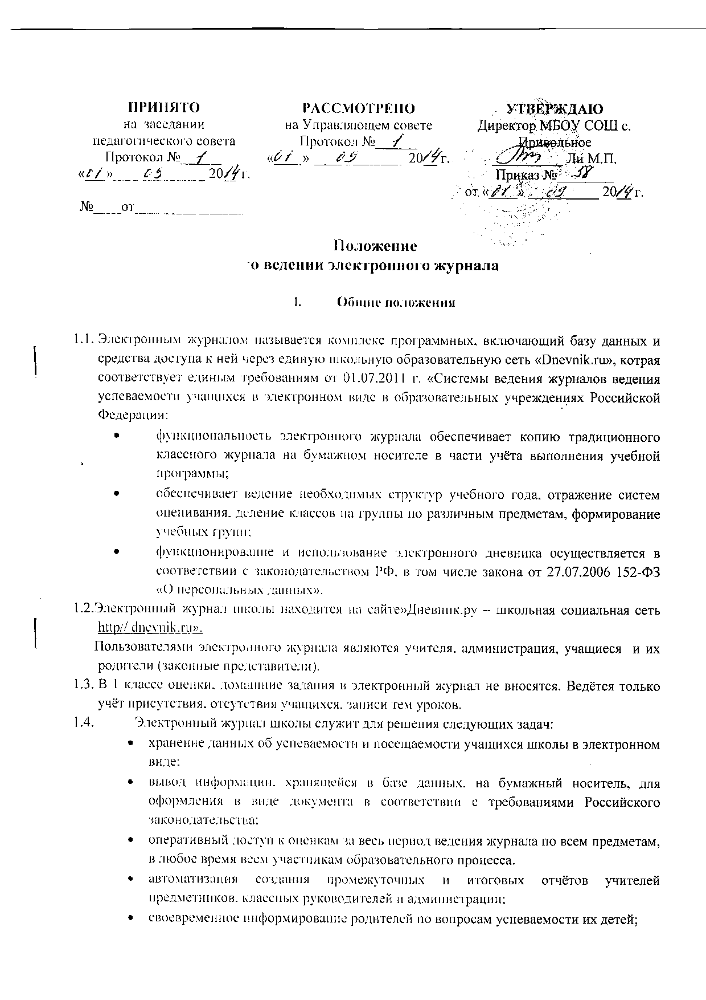 ПРИНЯТО
на заседании
педагогического совета
Протокол № 1
«01» 09 2014г.
№____от
РАССМОТРЕНО
на Управляющем совете
Протокол № 1
«01» 09 2014г.
УТВЕРЖДАЮ
Директор МБОУ СОШ с.
Привольное
Ли М.П.
Приказ № 38
от «01» 09 2014г.
Положение
о ведении электронного журнала
I. Общие положения
1.1. Электронным журналом называется комплекс программных, включающий базу данных и
средства доступа к ней через единую школьную образовательную сеть «Dnevnik.ru», котрая
соответствует единым требованиям от 01.07.2011 г. «Системы ведения журналов ведения
успеваемости учащихся в электронном виде в образовательных учреждениях Российской
Федерации:
• функциональность электронного журнала обеспечивает копию традиционного
классного журнала на бумажном носителе в части учёта выполнения учебной
программы;
• обеспечивает ведение необходимых структур учебного года, отражение систем
оценивания, деление классов на группы по различным предметам, формирование
учебных групп;
• функционирование и использование электронного дневника осуществляется в
соответствии с законодательством РФ, в том числе закона от 27.07.2006 152-ФЗ
«О персональных данных».
1.2.Электронный журнал школы находится на сайте»Дневник.ру – школьная социальная сеть
http// dnevnik.ru».
Пользователями электронного журнала являются учителя, администрация, учащиеся и их
родители (законные представители).
1.3. В 1 классе оценки, домашние задания в электронный журнал не вносятся. Ведётся только
учёт присутствия, отсутствия учащихся, записи тем уроков.
1.4. Электронный журнал школы служит для решения следующих задач:
• хранение данных об успеваемости и посещаемости учащихся школы в электронном
виде;
• вывод информации, хранящейся в базе данных, на бумажный носитель, для
оформления в виде документа в соответствии с требованиями Российского
законодательства;
• оперативный доступ к оценкам за весь период ведения журнала по всем предметам,
в любое время всем участникам образовательного процесса.
• автоматизация создания промежуточных и итоговых отчётов учителей
предметников, классных руководителей и администрации;
• своевременное информирование родителей по вопросам успеваемости их детей;